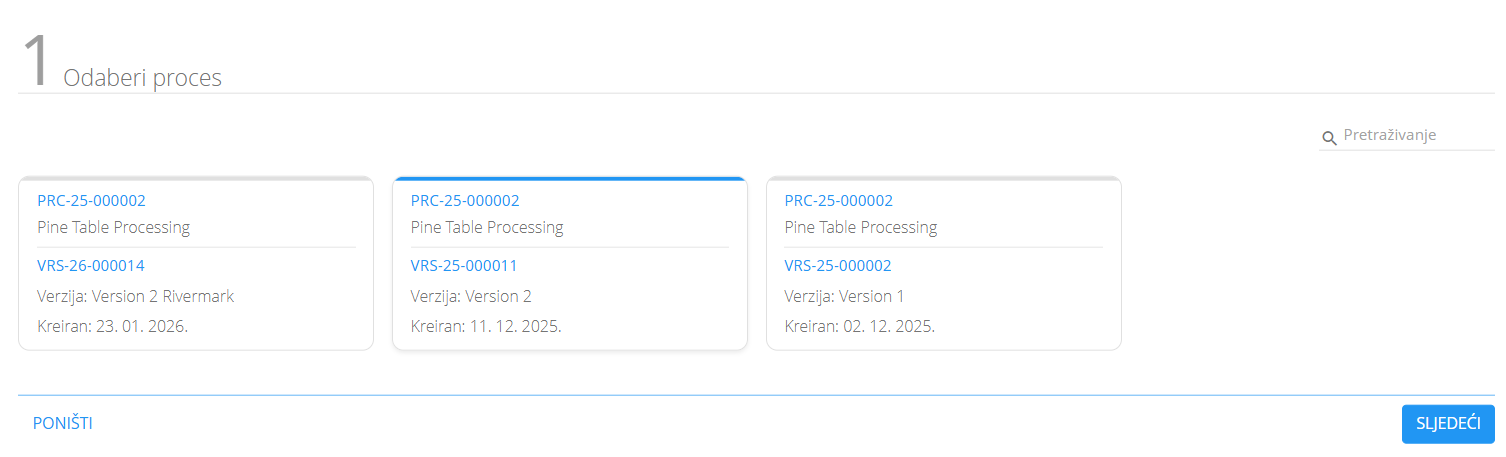 1 Odaberi proces
Pretraživanje
PRC-25-000002
Pine Table Processing
VRS-26-000014
Verzija: Version 2 Rivermark
Kreiran: 23. 01. 2026.
PRC-25-000002
Pine Table Processing
VRS-25-000011
Verzija: Version 2
Kreiran: 11. 12. 2025.
PRC-25-000002
Pine Table Processing
VRS-25-000002
Verzija: Version 1
Kreiran: 02. 12. 2025.
PONIŠTI
SLJEDEĆI